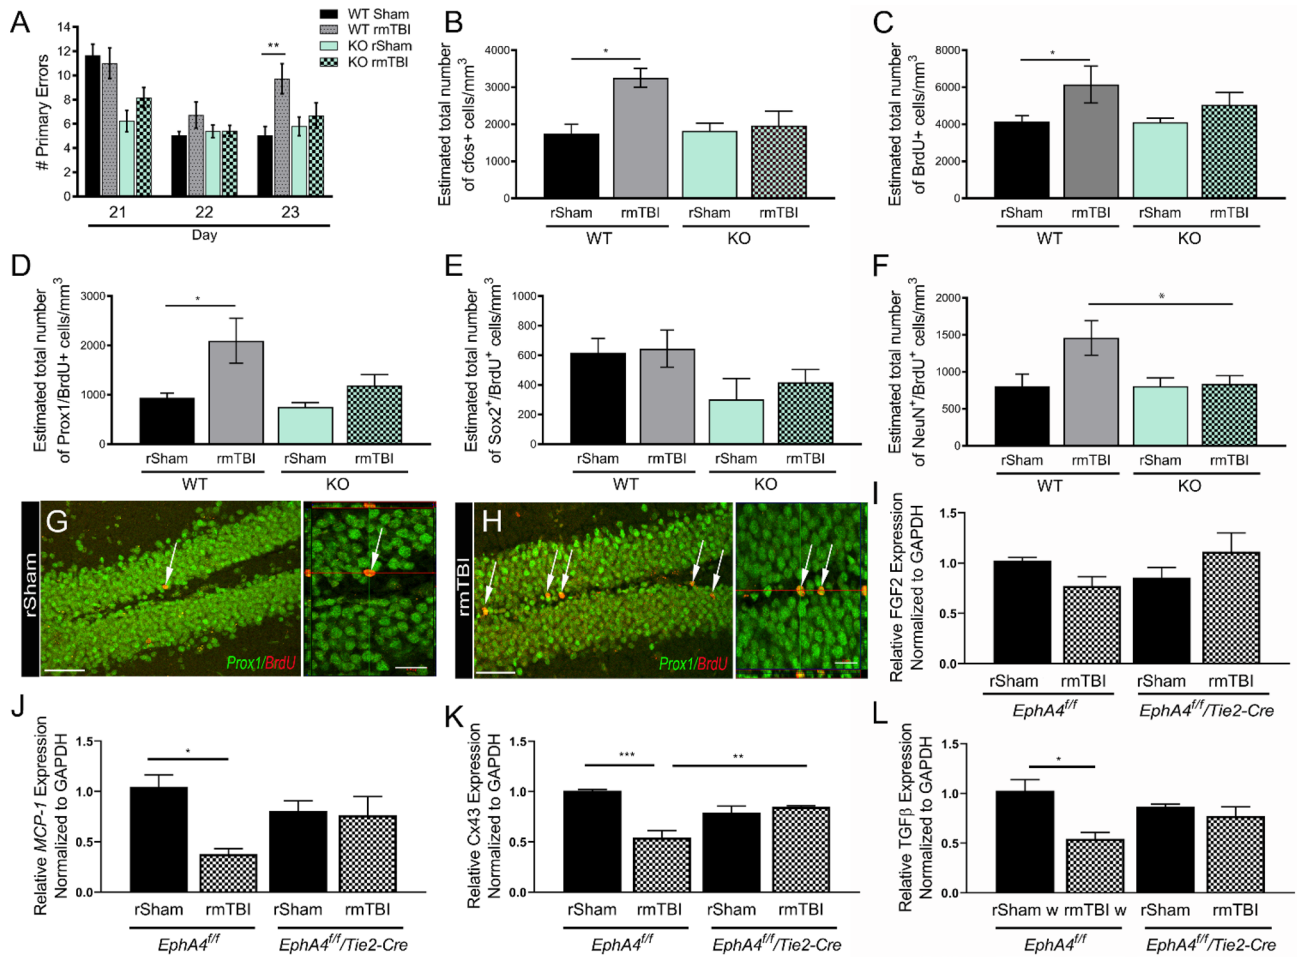 A
WT Sham
WT rmTBI
KO rSham
KO rmTBI
# Primary Errors
14
12
10
8
6
4
2
0
**
21 22 23
Day
B
Estimated total number
of cfos+ cells/mm3
4000
3000
2000
1000
0
*
rSham rmTBI rSham rmTBI
WT KO
C
Estimated total number
of BrdU+ cells/mm3
8000
6000
4000
2000
0
*
rSham rmTBI rSham rmTBI
WT KO
D
Estimated total number
of Prox1/BrdU+ cells/mm3
3000
2000
1000
0
*
rSham rmTBI rSham rmTBI
WT KO
E
Estimated total number
of Sox2+/BrdU+ cells/mm3
1000
800
600
400
200
0
rSham rmTBI rSham rmTBI
WT KO
F
Estimated total number
of NeuN+/BrdU+ cells/mm3
2000
1500
1000
500
0
*
rSham rmTBI rSham rmTBI
WT KO
rSham
G
Prox1/BrdU
rmTBI
H
Prox1/BrdU
I
Relative FGF2 Expression
Normalized to GAPDH
1.5
1.0
0.5
0.0
rSham rmTBI rSham rmTBI
EphA4f/f EphA4f/f/Tie2-Cre
J
Relative MCP-1 Expression
Normalized to GAPDH
1.5
1.0
0.5
0.0
*
rSham rmTBI rSham rmTBI
EphA4f/f EphA4f/f/Tie2-Cre
K
Relative Cx43 Expression
Normalized to GAPDH
1.5
1.0
0.5
0.0
*** **
rSham rmTBI rSham rmTBI
EphA4f/f EphA4f/f/Tie2-Cre
L
Relative TGFβ Expression
Normalized to GAPDH
1.5
1.0
0.5
0.0
*
rSham w rmTBI w rSham rmTBI
EphA4f/f EphA4f/f/Tie2-Cre